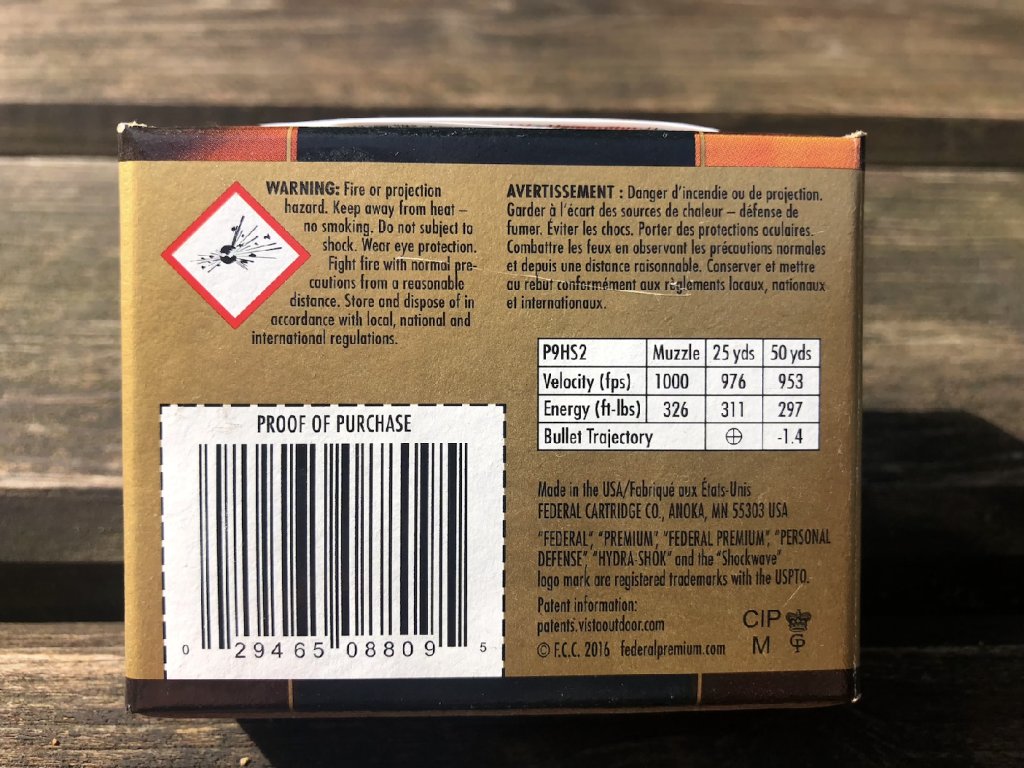 WARNING: Fire or projection
hazard. Keep away from heat –
no smoking. Do not subject to
shock. Wear eye protection.
Fight fire with normal pre-
cautions from a reasonable
distance. Store and dispose of in
accordance with local, national and
international regulations.
AVERTISSEMENT : Danger d'incendie ou de projection.
Garder à l'écart des sources de chaleur – défense de
fumer. Éviter les chocs. Porter des protections oculaires.
Combattre les feux en observant les précautions normales
et depuis une distance raisonnable. Conserver et mettre
au rebut conformément aux règlements locaux, nationaux
et internationaux.
P9HS2 Muzzle 25 yds 50 yds
Velocity (fps) 1000 976 953
Energy (ft-lbs) 326 311 297
Bullet Trajectory ⊕ -1.4
PROOF OF PURCHASE
0 29465 08809 5
Made in the USA/Fabriqué aux États-Unis
FEDERAL CARTRIDGE CO., ANOKA, MN 55303 USA
"FEDERAL", "PREMIUM", "FEDERAL PREMIUM", "PERSONAL
DEFENSE", "HYDRA-SHOK" and the "Shockwave"
logo mark are registered trademarks with the USPTO.
Patent information:
patents.vistaoutdoor.com
© F.C.C. 2016 federalpremium.com
CIP
M